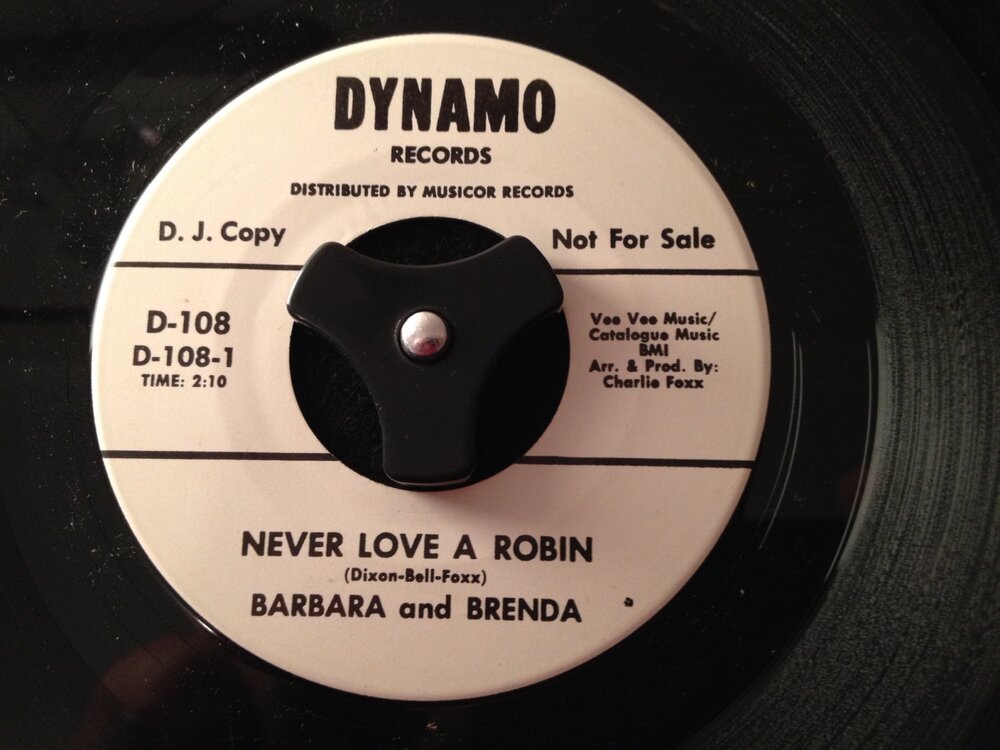 DYNAMO
RECORDS
DISTRIBUTED BY MUSICOR RECORDS
D. J. Copy
Not For Sale
D-108
D-108-1
TIME: 2:10
Vee Vee Music/
Catalogue Music
BMI
Arr. & Prod. By:
Charlie Foxx
NEVER LOVE A ROBIN
(Dixon-Bell-Foxx)
BARBARA and BRENDA